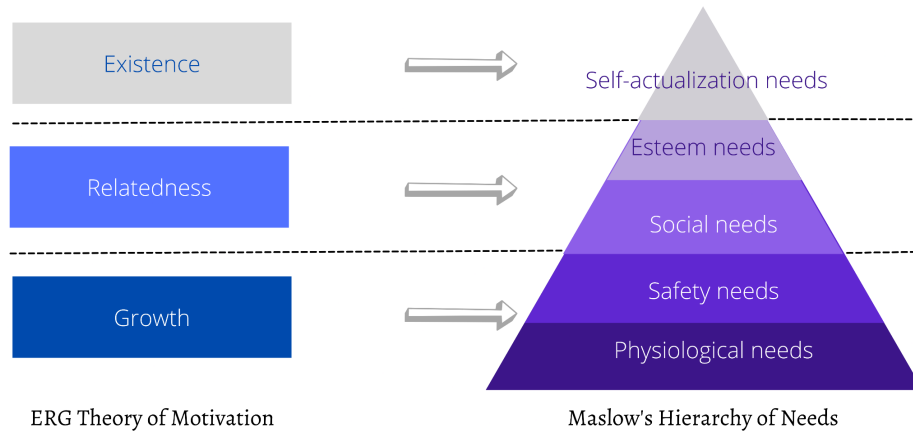 Existence
Self-actualization needs
Esteem needs
Relatedness
Social needs
Safety needs
Growth
Physiological needs
ERG Theory of Motivation
Maslow's Hierarchy of Needs